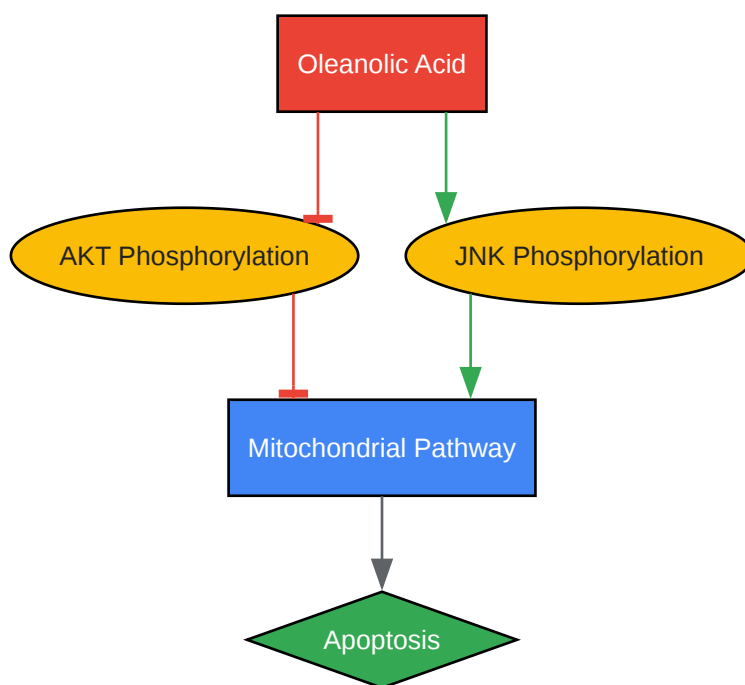 Oleanolic Acid
AKT Phosphorylation
JNK Phosphorylation
Mitochondrial Pathway
Apoptosis